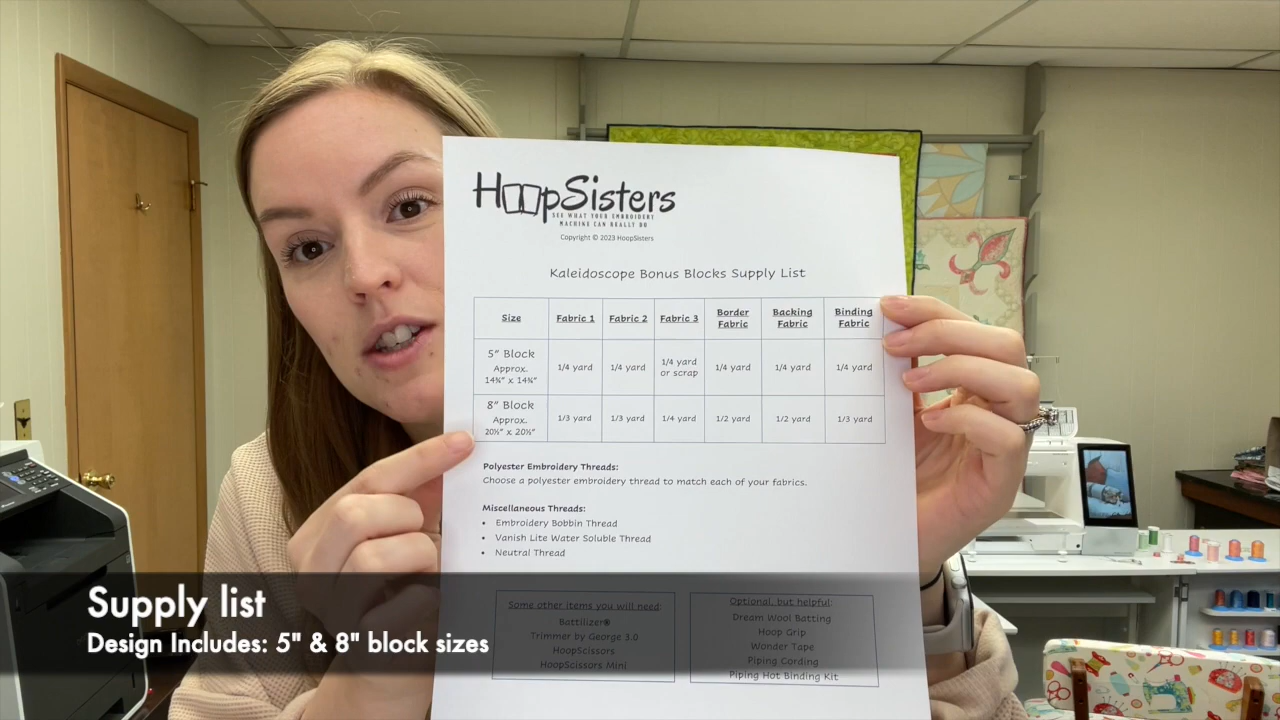 HoopSisters
SEE WHAT YOUR EMBROIDERY
MACHINE CAN REALLY DO
Copyright © 2023 HoopSisters
Kaleidoscope Bonus Blocks Supply List
Size Fabric 1 Fabric 2 Fabric 3 Border Fabric Backing Fabric Binding Fabric
5" Block Approx. 14¾" x 14¾" 1/4 yard 1/4 yard 1/4 yard or scrap 1/4 yard 1/4 yard 1/4 yard
8" Block Approx. 1/3 yard 1/3 yard 1/4 yard 1/2 yard 1/2 yard 1/3 yard
Polyester Embroidery Threads:
Choose a polyester embroidery thread to match each of your fabrics.
Miscellaneous Threads:
• Embroidery Bobbin Thread
• Vanish Lite Water Soluble Thread
• Neutral Thread
Some other items you will need:
Battilizer®
Trimmer by George 3.0
HoopScissors
HoopScissors Mini
Optional, but helpful:
Dream Wool Batting
Hoop Grip
Wonder Tape
Piping Cording
Piping Hot Binding Kit
Supply list
Design Includes: 5" & 8" block sizes